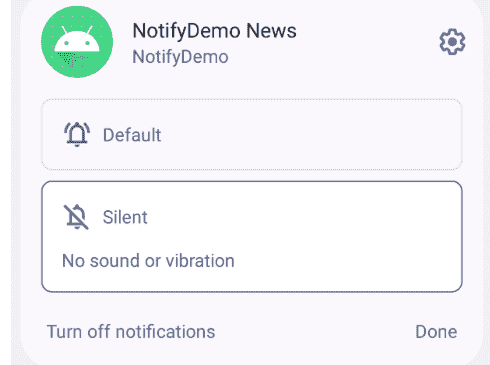 NotifyDemo News
NotifyDemo
Default
Silent
No sound or vibration
Turn off notifications Done